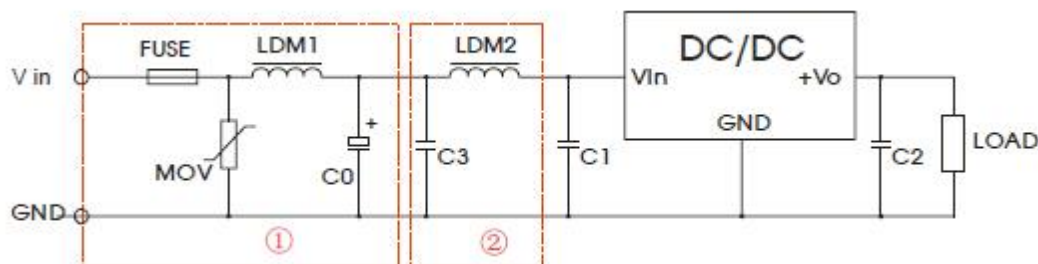 FUSE
LDM1
LDM2
DC/DC
V in
VIn
+Vo
GND
MOV
+
C0
C3
C1
C2
LOAD
GND
①
②